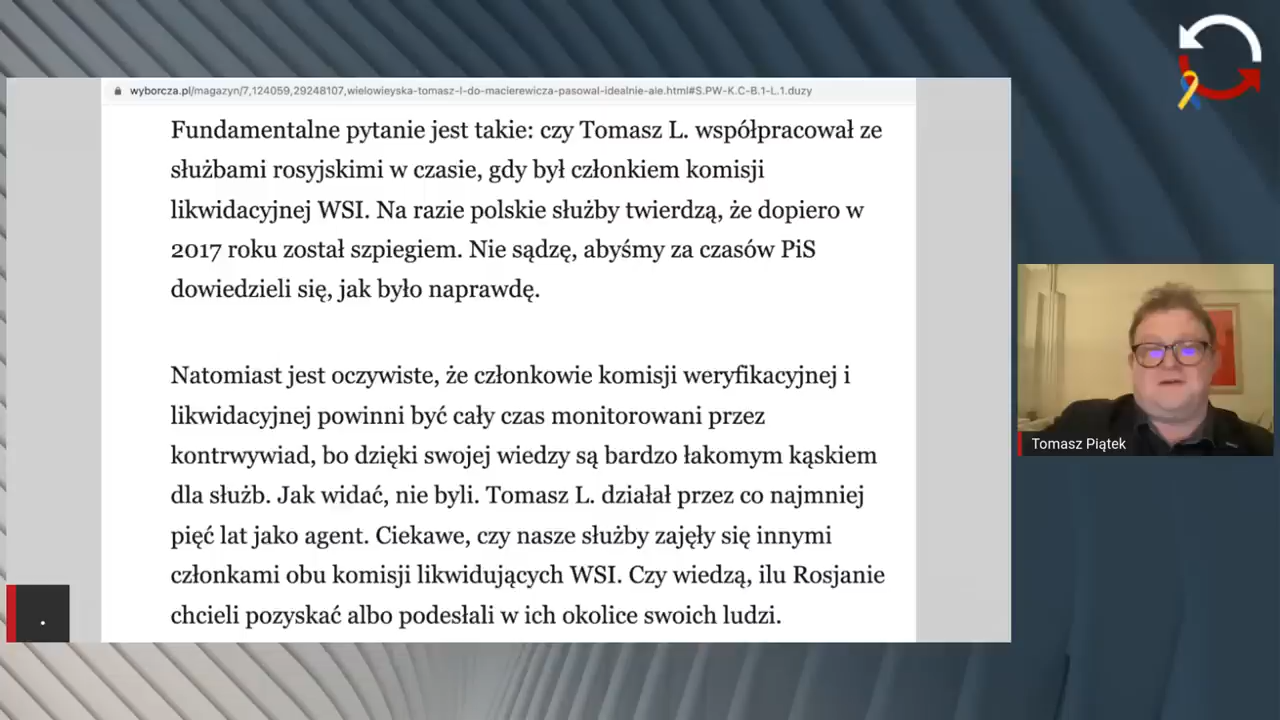 wyborcza.pl/magazyn/7,124059,29248107,wielowieyska-tomasz-l-do-macierewicza-pasowal-idealnie-ale.html#S.PW-K.C-B.1-L.1.duzy
Fundamentalne pytanie jest takie: czy Tomasz L. współpracował ze
służbami rosyjskimi w czasie, gdy był członkiem komisji
likwidacyjnej WSI. Na razie polskie służby twierdzą, że dopiero w
2017 roku został szpiegiem. Nie sądzę, abyśmy za czasów PiS
dowiedzieli się, jak było naprawdę.
Natomiast jest oczywiste, że członkowie komisji weryfikacyjnej i
likwidacyjnej powinni być cały czas monitorowani przez
kontrwywiad, bo dzięki swojej wiedzy są bardzo łakomym kąskiem
dla służb. Jak widać, nie byli. Tomasz L. działał przez co najmniej
pięć lat jako agent. Ciekawe, czy nasze służby zajęły się innymi
członkami obu komisji likwidujących WSI. Czy wiedzą, ilu Rosjanie
chcieli pozyskać albo podesłali w ich okolice swoich ludzi.
Tomasz Piątek
.